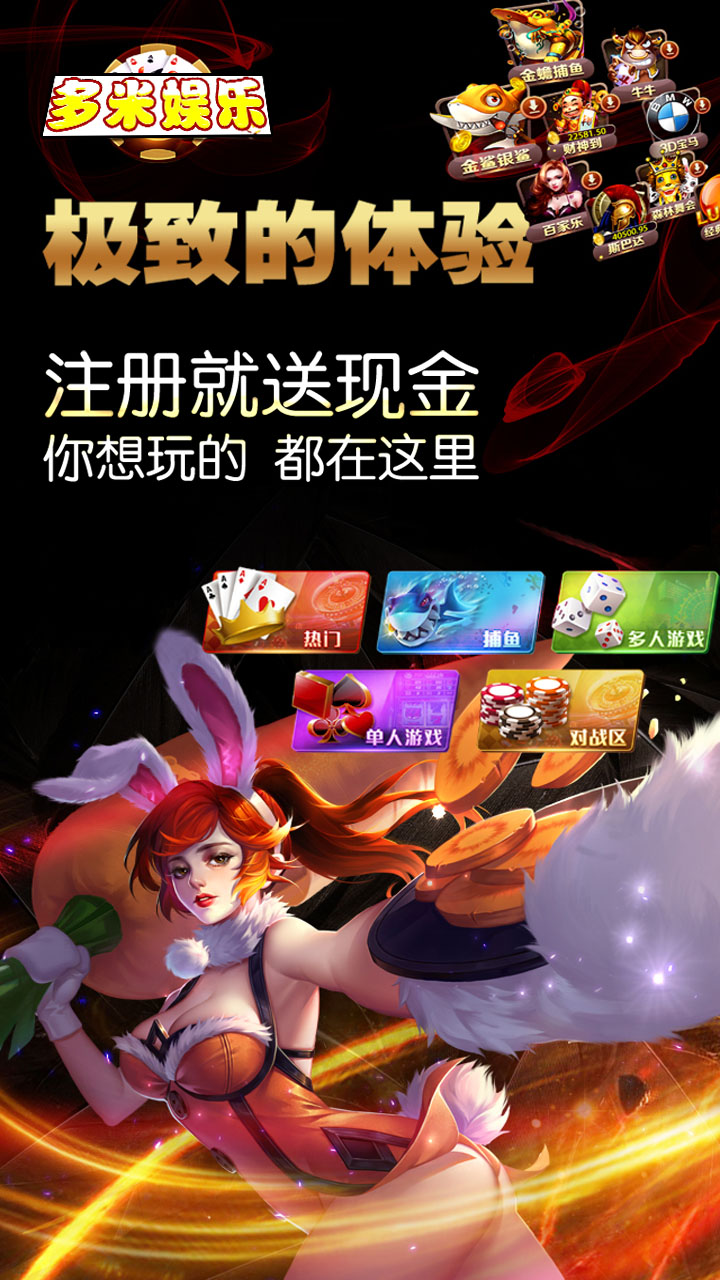 多米娱乐
金蟾捕鱼
牛牛
金鲨银鲨
22581.50
财神到
BMW
3D宝马
百家乐
40500.95
斯巴达
森林舞会
LU
经典
极致的体验
注册就送现金
你想玩的 都在这里
热门
捕鱼
多人游戏
单人游戏
对战区